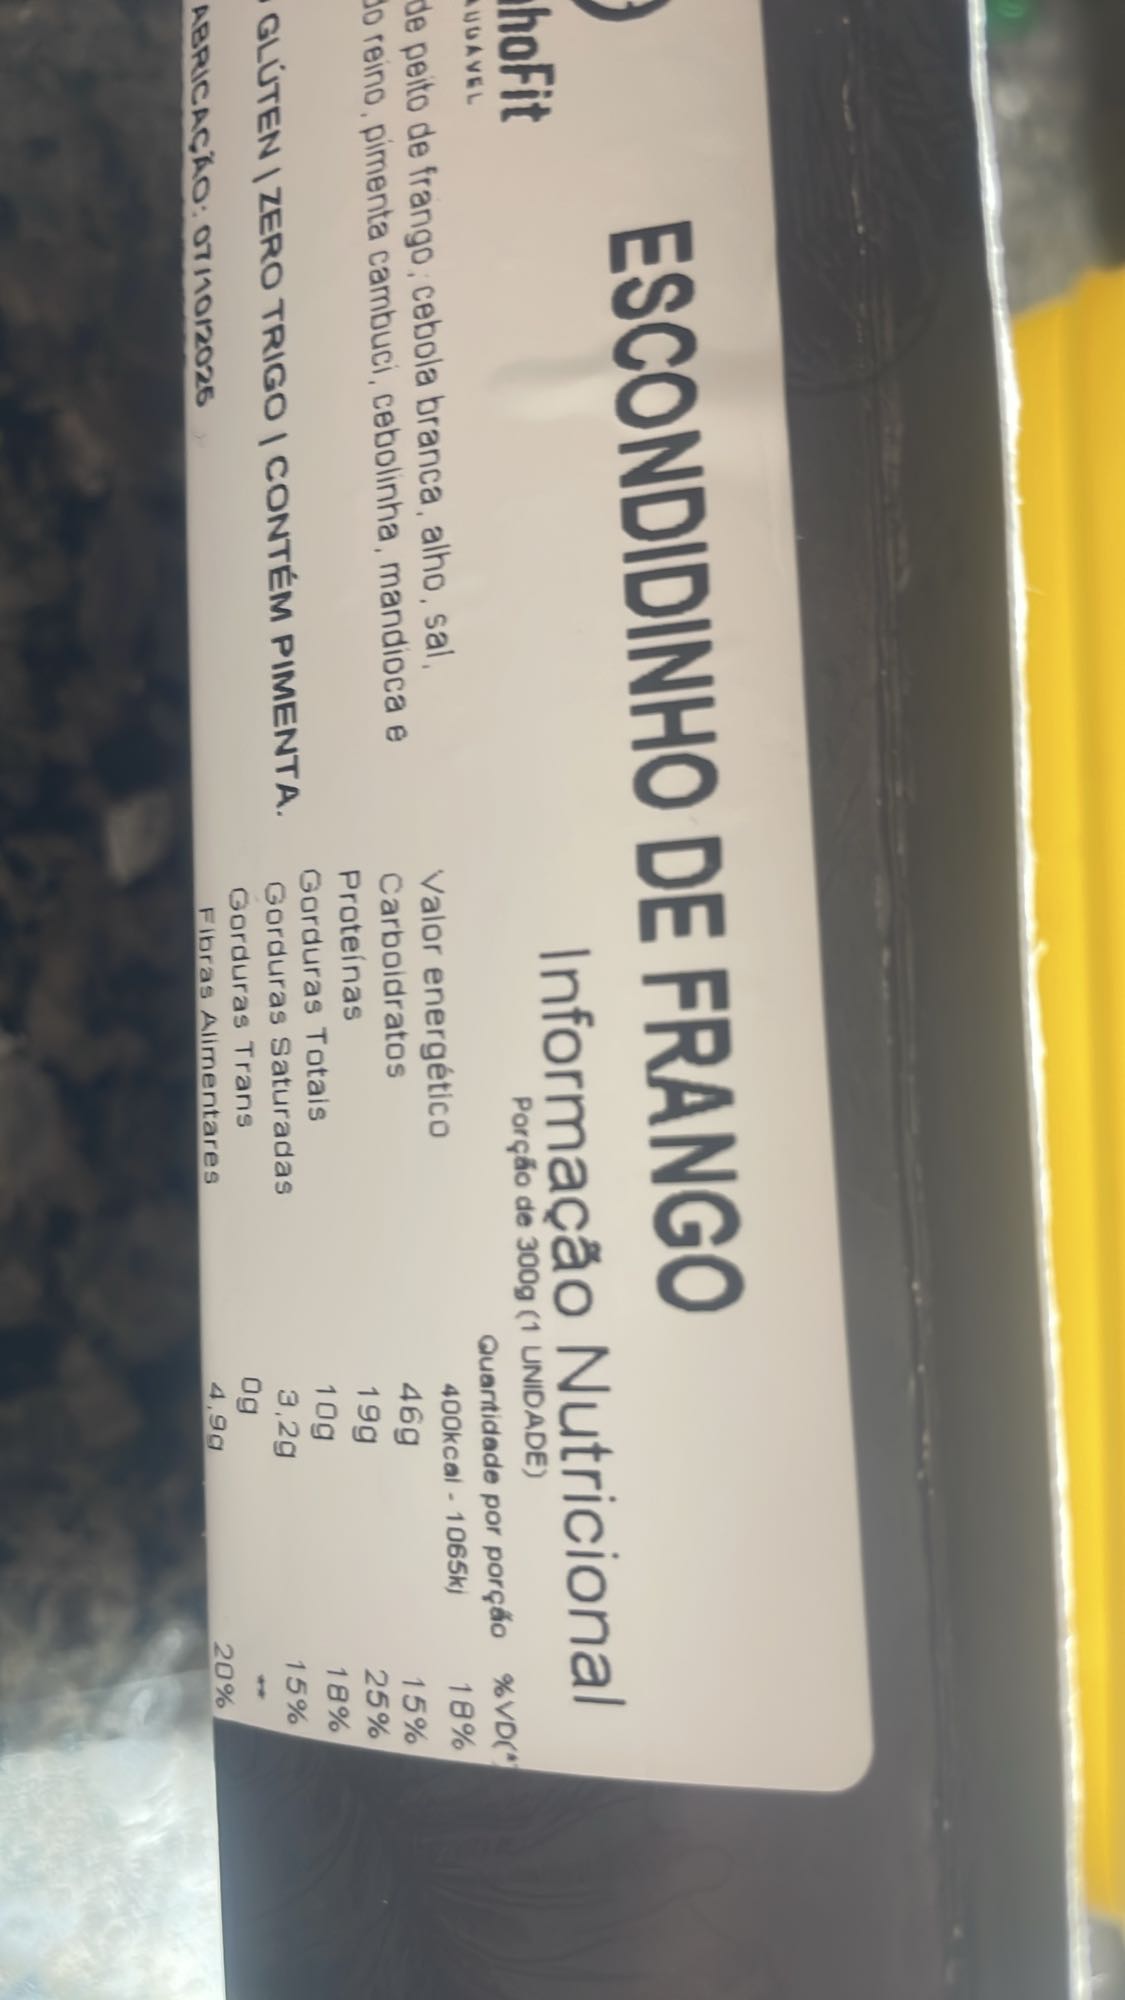 ESCONDIDINHO DE FRANGO
hoFit
AUDÁVEL
de peito de frango, cebola branca, alho, sal,
do reino, pimenta cambuci, cebolinha, mandioca e
GLÚTEN | ZERO TRIGO | CONTÉM PIMENTA.
ABRICAÇÃO: 07/10/2025
Informação Nutricional
Porção de 300g (1 UNIDADE)
Quantidade por porção %VD(*
Valor energético 400kcal - 1065kj 18%
Carboidratos 46g 15%
Proteínas 19g 25%
Gorduras Totais 10g 18%
Gorduras Saturadas 3,2g 15%
Gorduras Trans 0g **
Fibras Alimentares 4,9g 20%